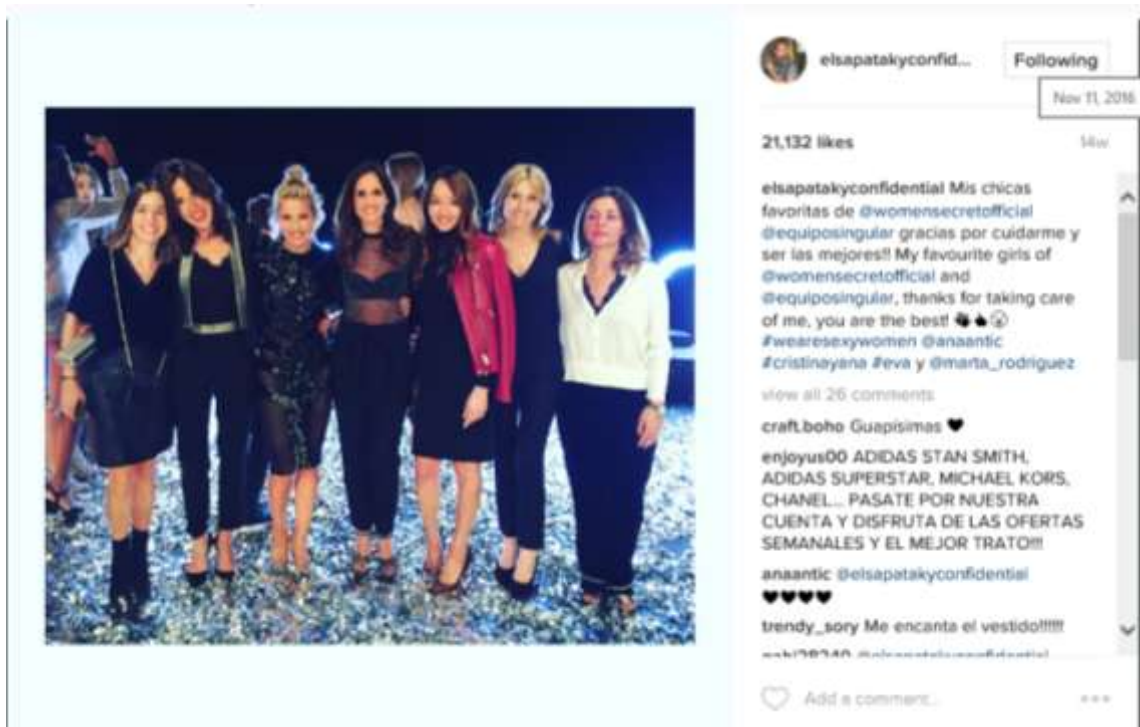 elsapatakyconfid... Following
Nov 11, 2016
21,132 likes 14w
elsapatakyconfidential Mis chicas
favoritas de @womensecretofficial
@equiposingular gracias por cuidarme y
ser las mejores!! My favourite girls of
@womensecretofficial and
@equiposingular, thanks for taking care
of me, you are the best!
#wearesexywomen @anaantic
#cristinayana #eva y @marta_rodriguez
view all 26 comments
craft.boho Guapísimas ♥
enjoyus00 ADIDAS STAN SMITH,
ADIDAS SUPERSTAR, MICHAEL KORS,
CHANEL... PASATE POR NUESTRA
CUENTA Y DISFRUTA DE LAS OFERTAS
SEMANALES Y EL MEJOR TRATO!!!
anaantic @elsapatakyconfidential
♥♥♥♥
trendy_sory Me encanta el vestido!!!!!!
@elsapatakyconfidential
Add a comment...